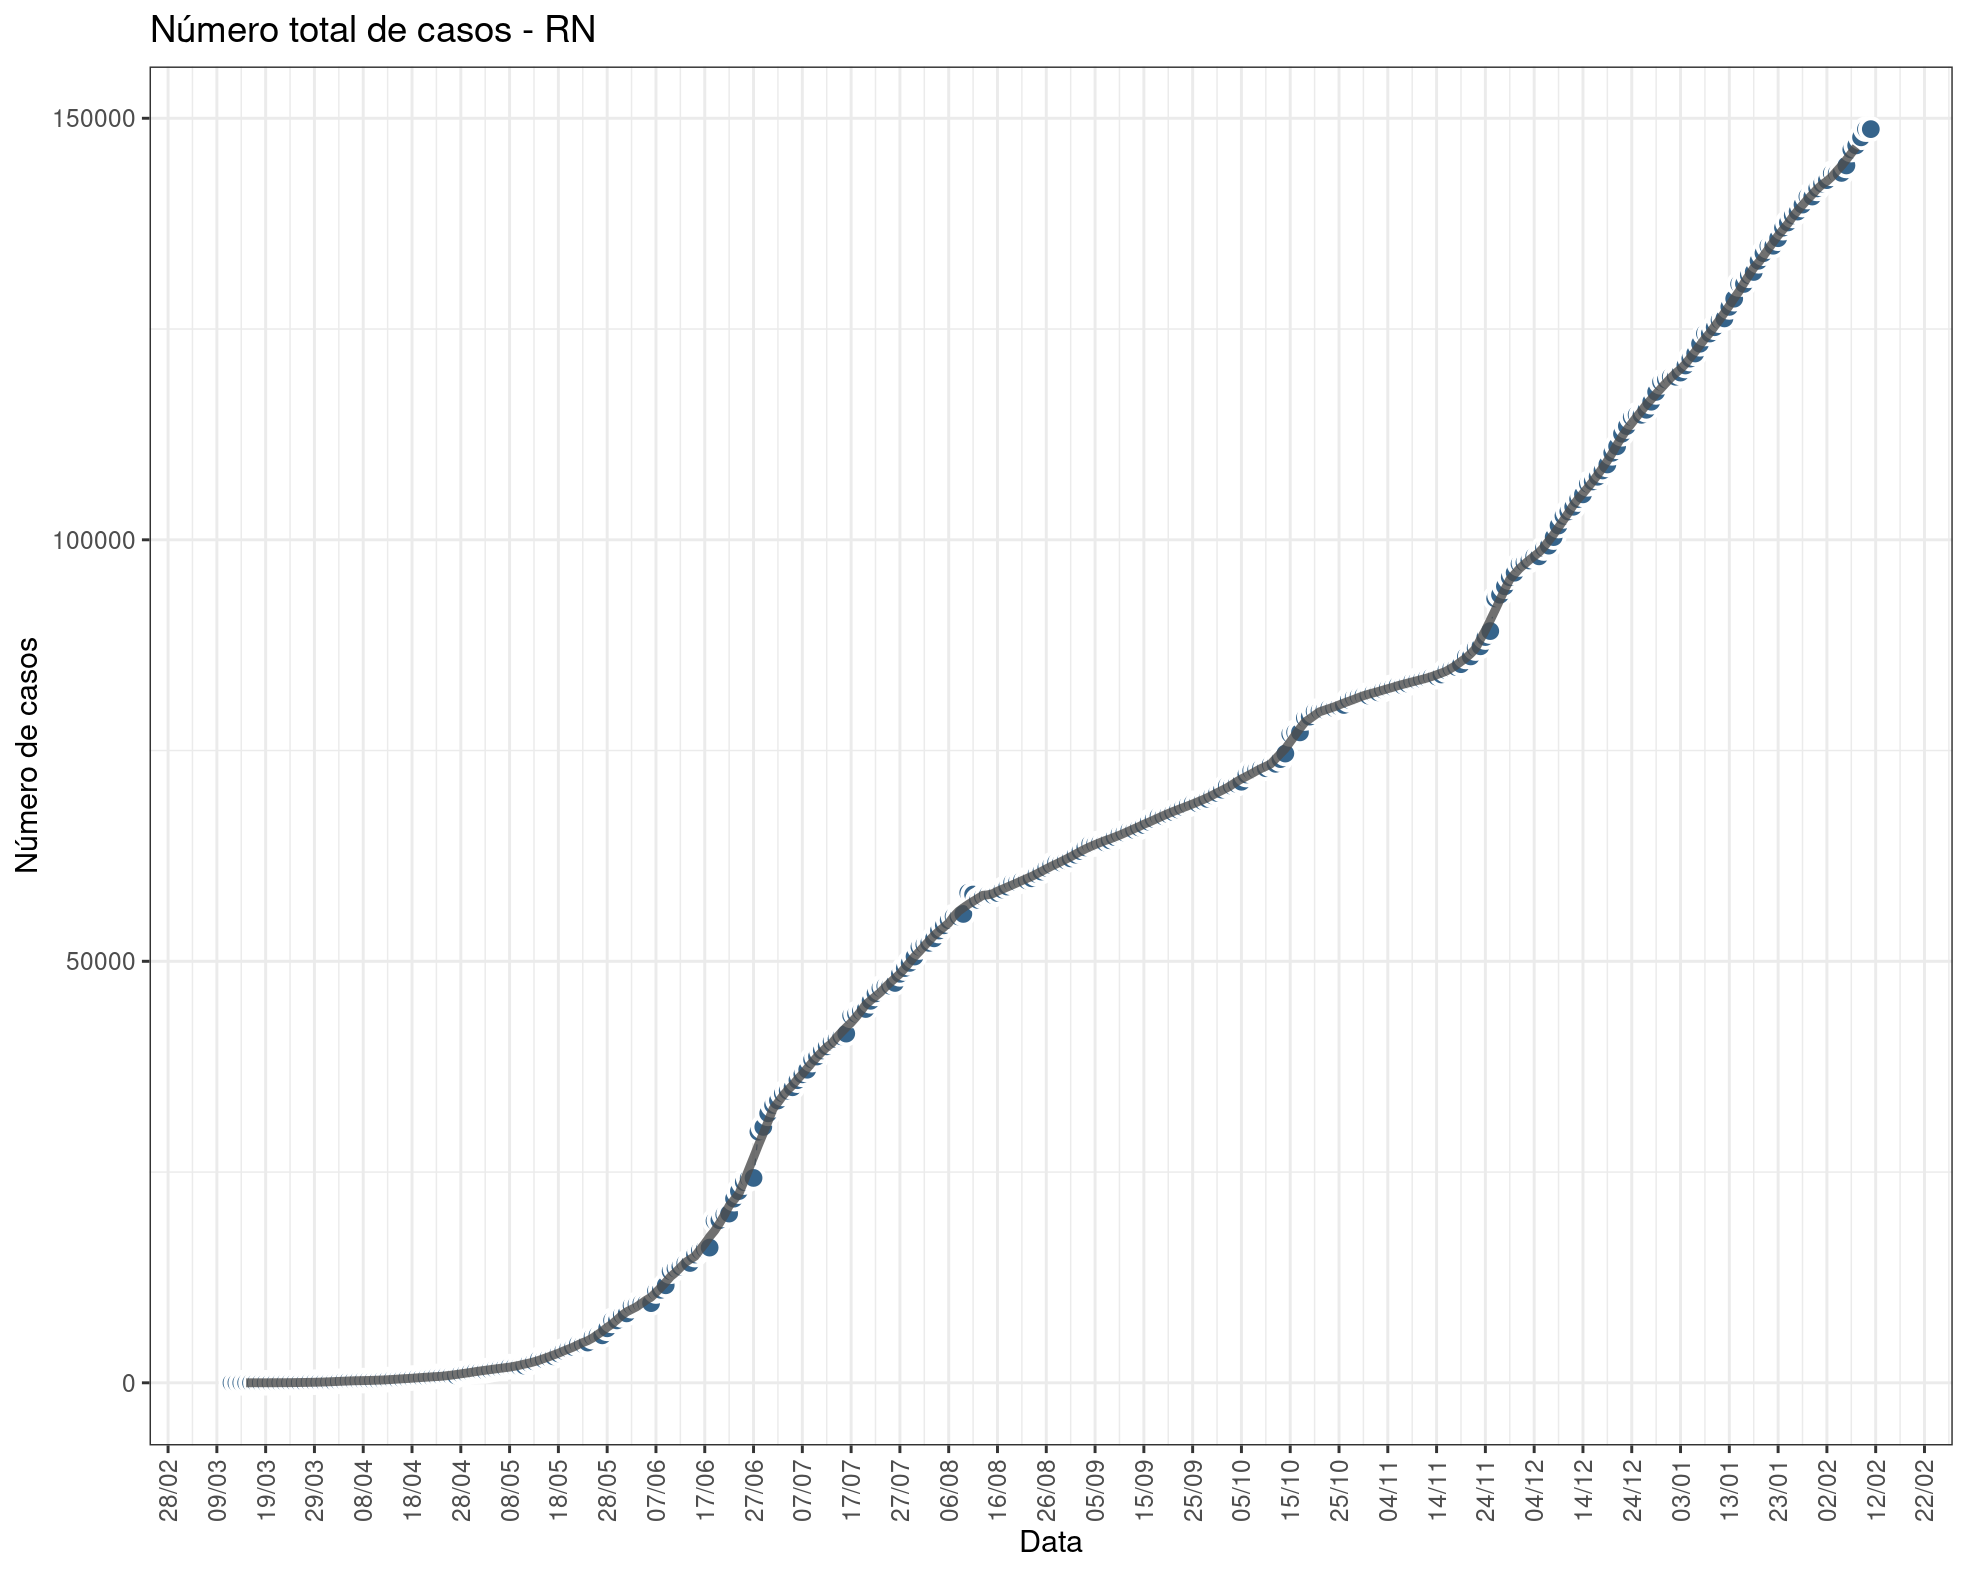 Número total de casos - RN
150000
100000
50000
0
Número de casos
28/02 09/03 19/03 29/03 08/04 18/04 28/04 08/05 18/05 28/05 07/06 17/06 27/06 07/07 17/07 27/07 06/08 16/08 26/08 05/09 15/09 25/09 05/10 15/10 25/10 04/11 14/11 24/11 04/12 14/12 24/12 03/01 13/01 23/01 02/02 12/02 22/02
Data